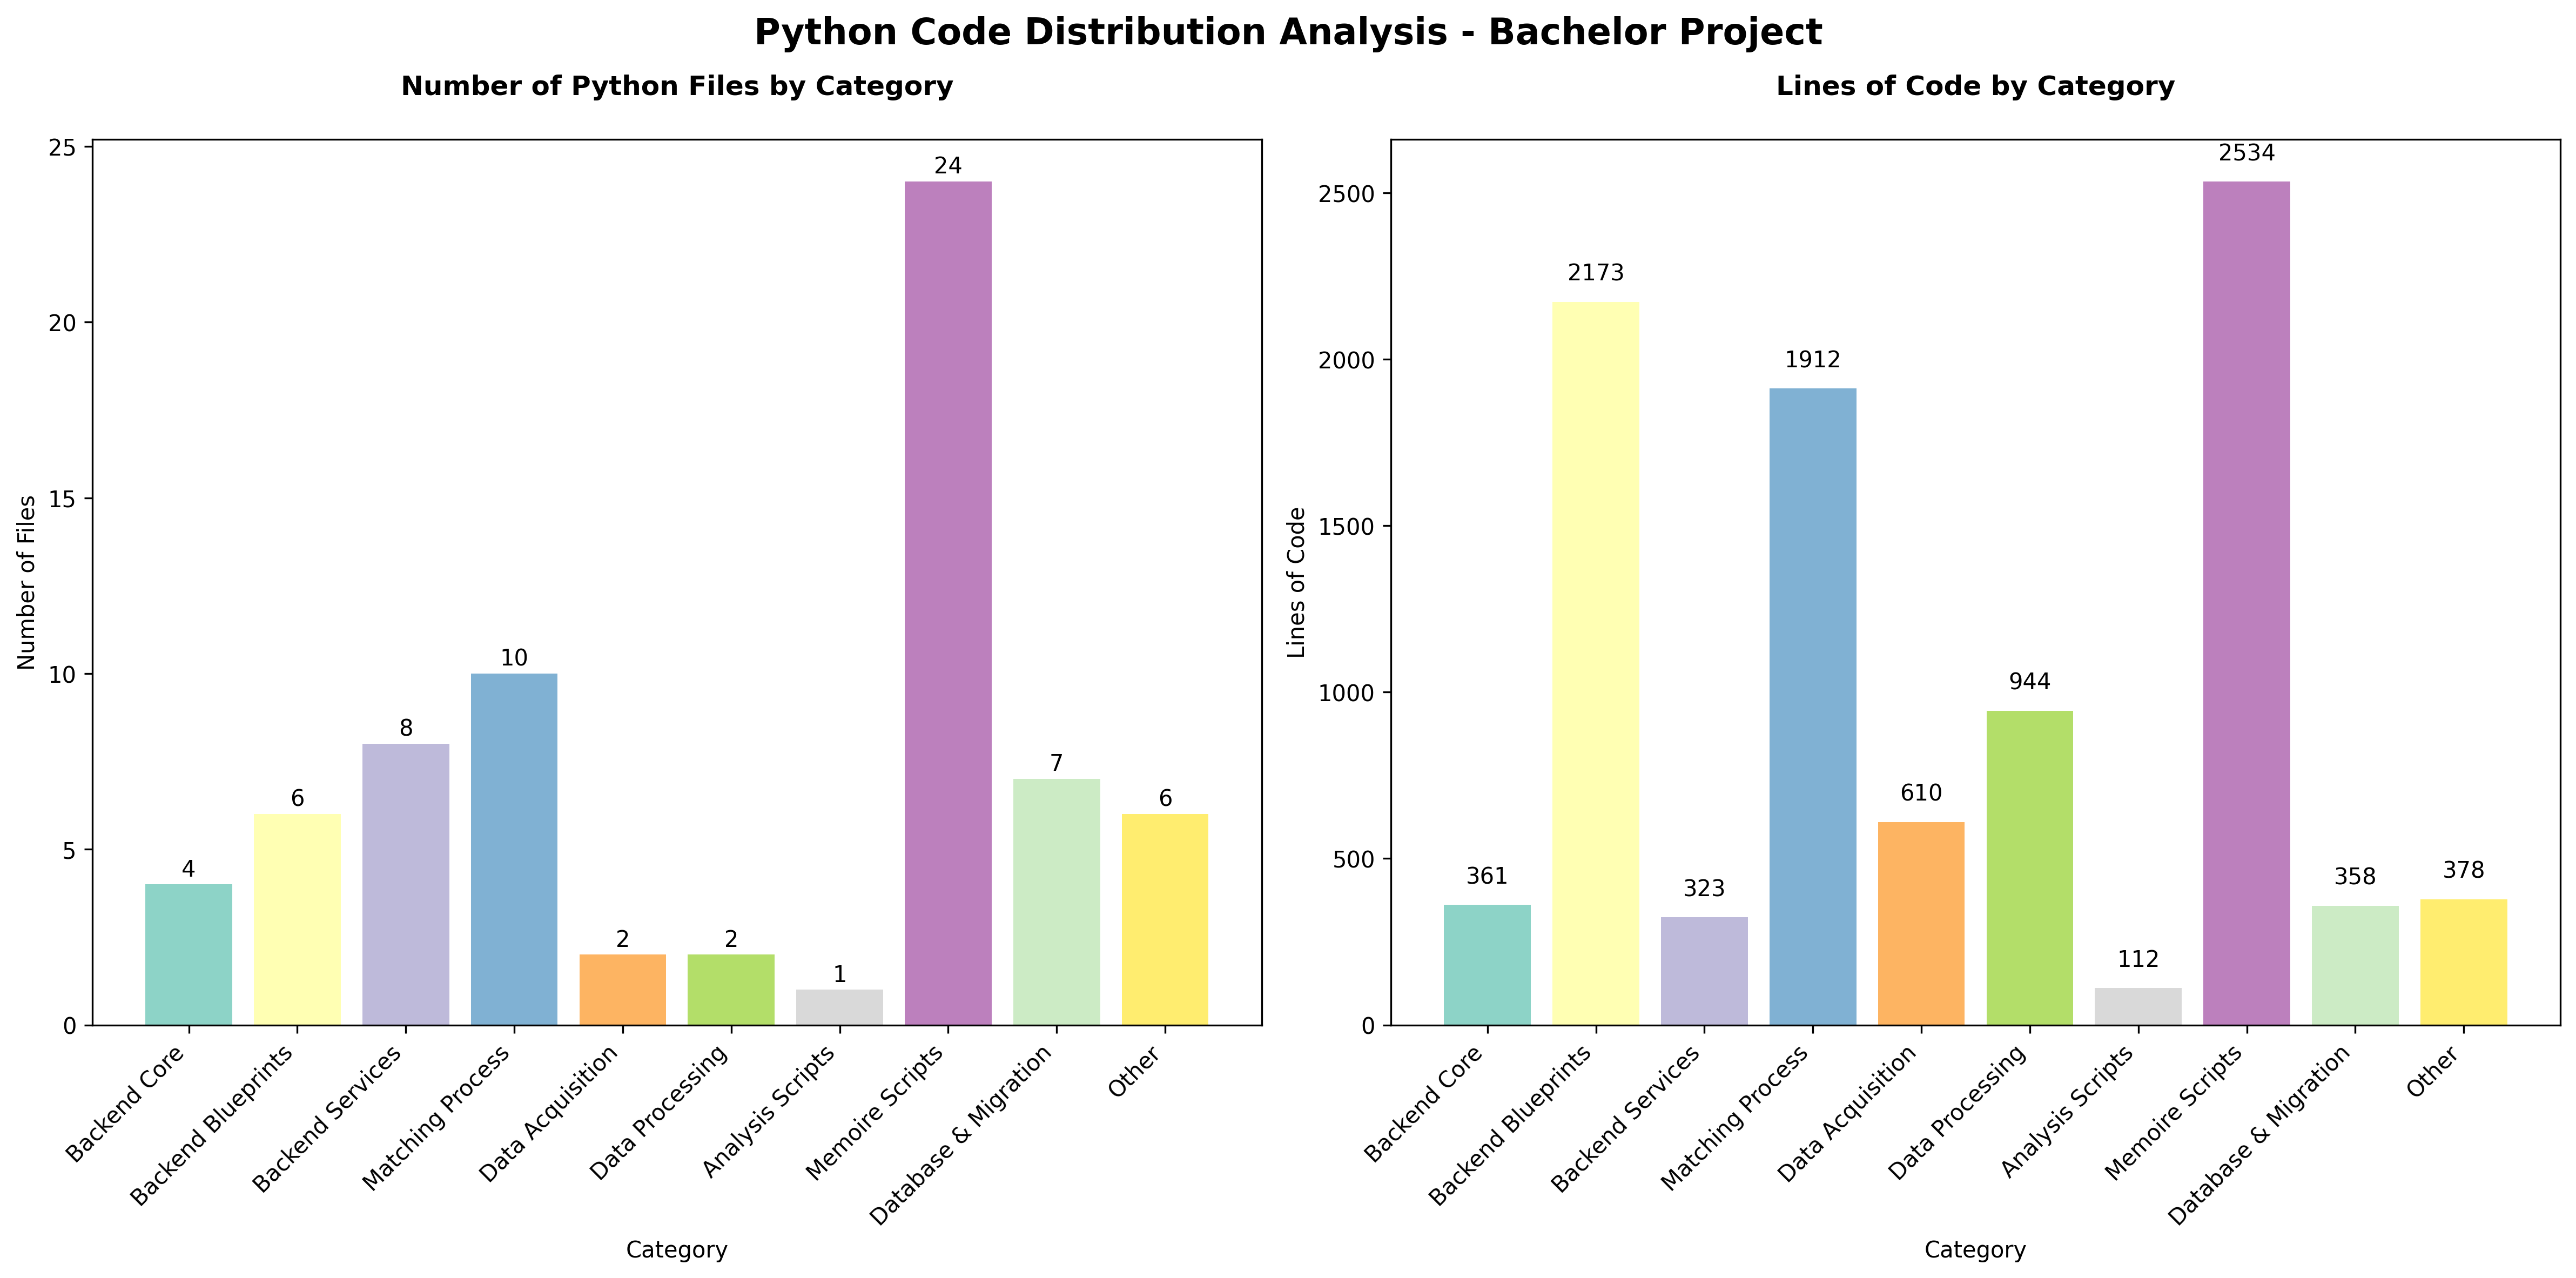 Python Code Distribution Analysis - Bachelor Project
Number of Python Files by Category
25
20
15
10
5
0
Number of Files
4
6
8
10
2
2
1
24
7
6
Backend Core
Backend Blueprints
Backend Services
Matching Process
Data Acquisition
Data Processing
Analysis Scripts
Memoire Scripts
Database & Migration
Other
Category
Lines of Code by Category
2500
2000
1500
1000
500
0
Lines of Code
361
2173
323
1912
610
944
112
2534
358
378
Backend Core
Backend Blueprints
Backend Services
Matching Process
Data Acquisition
Data Processing
Analysis Scripts
Memoire Scripts
Database & Migration
Other
Category